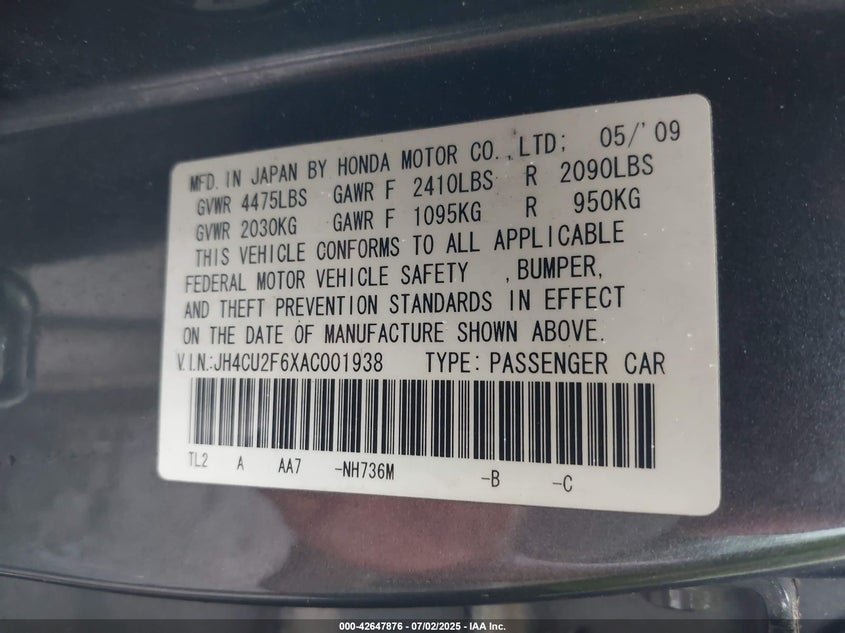 MFD. IN JAPAN BY HONDA MOTOR CO., LTD; 05/'09
GVWR 4475LBS GAWR F 2410LBS R 2090LBS
GVWR 2030KG GAWR F 1095KG R 950KG
THIS VEHICLE CONFORMS TO ALL APPLICABLE
FEDERAL MOTOR VEHICLE SAFETY , BUMPER,
AND THEFT PREVENTION STANDARDS IN EFFECT
ON THE DATE OF MANUFACTURE SHOWN ABOVE.
V.I.N.:JH4CU2F6XAC001938 TYPE: PASSENGER CAR
TL2 A AA7 -NH736M -B -C
000-42647876 - 07/02/2025 - IAA Inc.